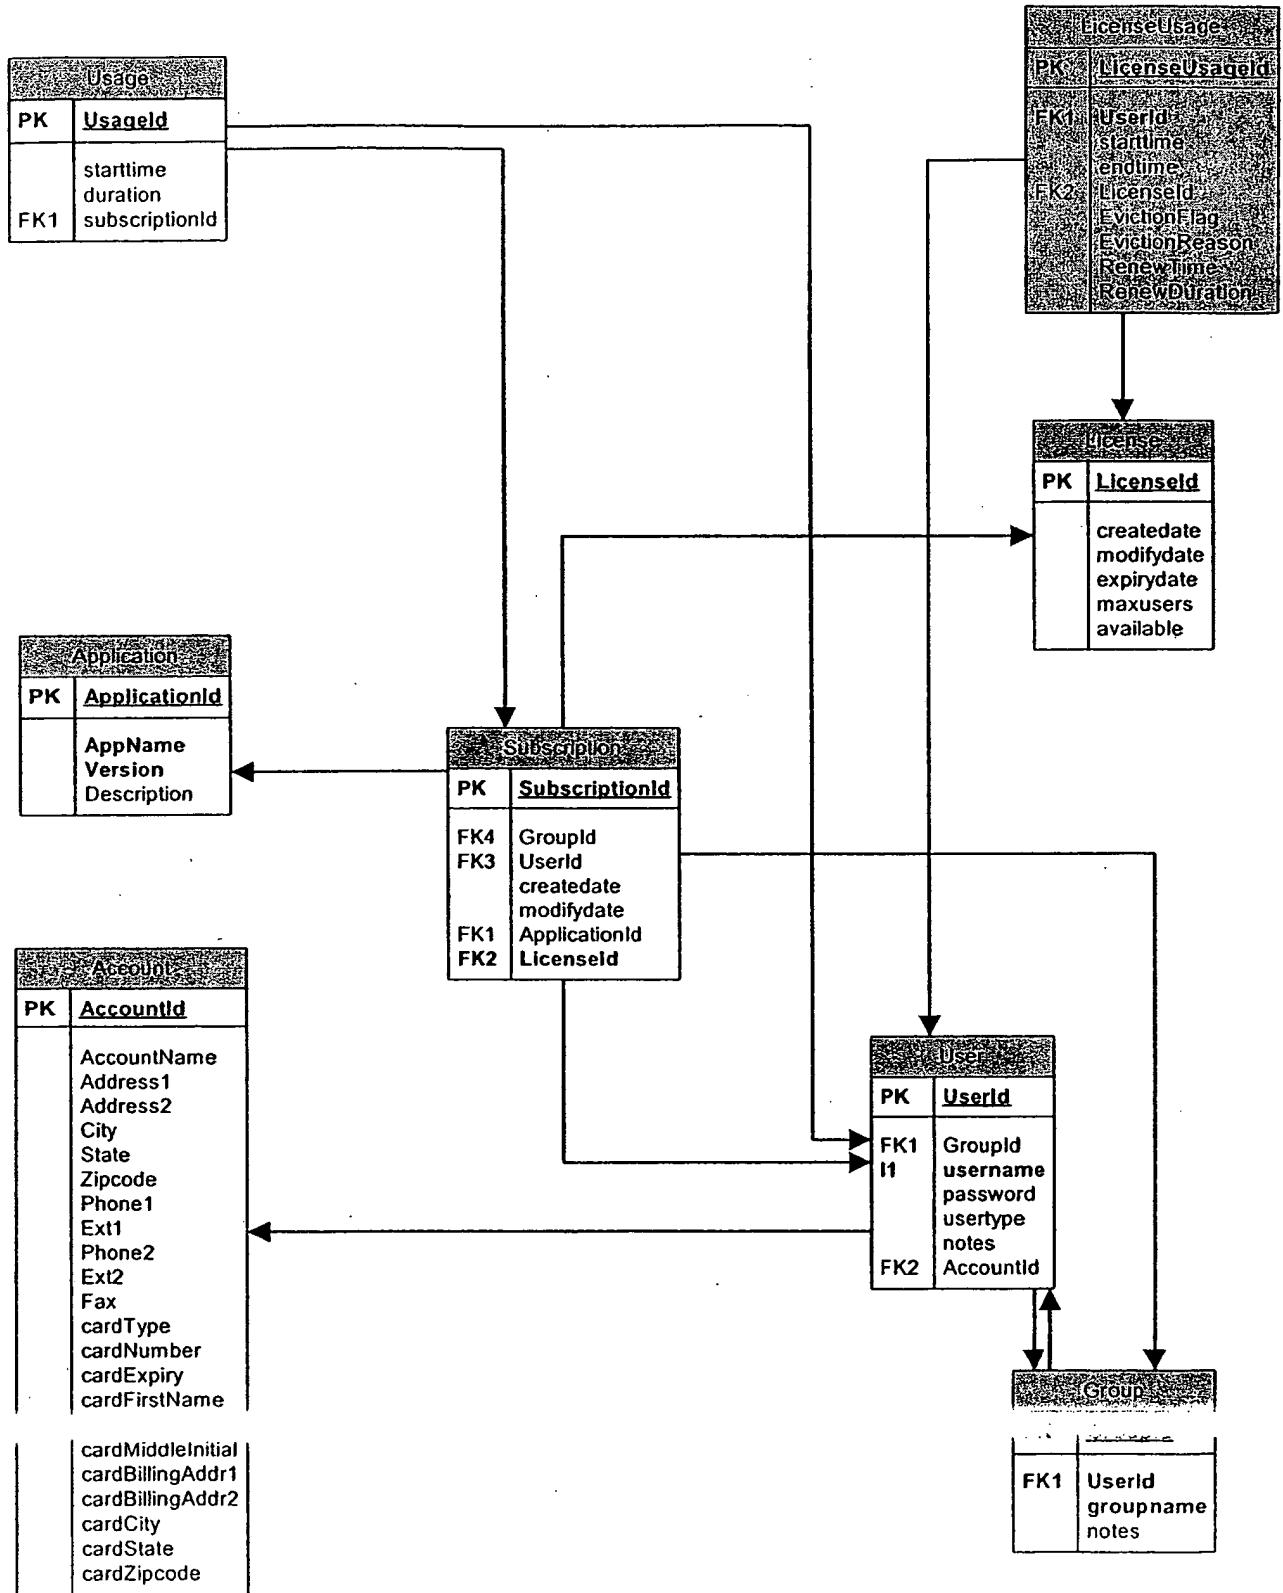 Usage
PK UsageId
starttime
duration
FK1 subscriptionId
LicenseUsage
PK LicenseUsageId
FK1 UserId
starttime
endtime
FK2 LicenseId
EvictionFlag
EvictionReason
RenewTime
RenewDuration
License
PK LicenseId
createdate
modifydate
expirydate
maxusers
available
Application
PK ApplicationId
AppName
Version
Description
Subscription
PK SubscriptionId
FK4 GroupId
FK3 UserId
createdate
modifydate
FK1 ApplicationId
FK2 LicenseId
Account
PK AccountId
AccountName
Address1
Address2
City
State
Zipcode
Phone1
Ext1
Phone2
Ext2
Fax
cardType
cardNumber
cardExpiry
cardFirstName
cardMiddleInitial
cardBillingAddr1
cardBillingAddr2
cardCity
cardState
cardZipcode
User
PK UserId
FK1 GroupId
I1 username
password
usertype
notes
FK2 AccountId
Group
FK1 UserId
groupname
notes